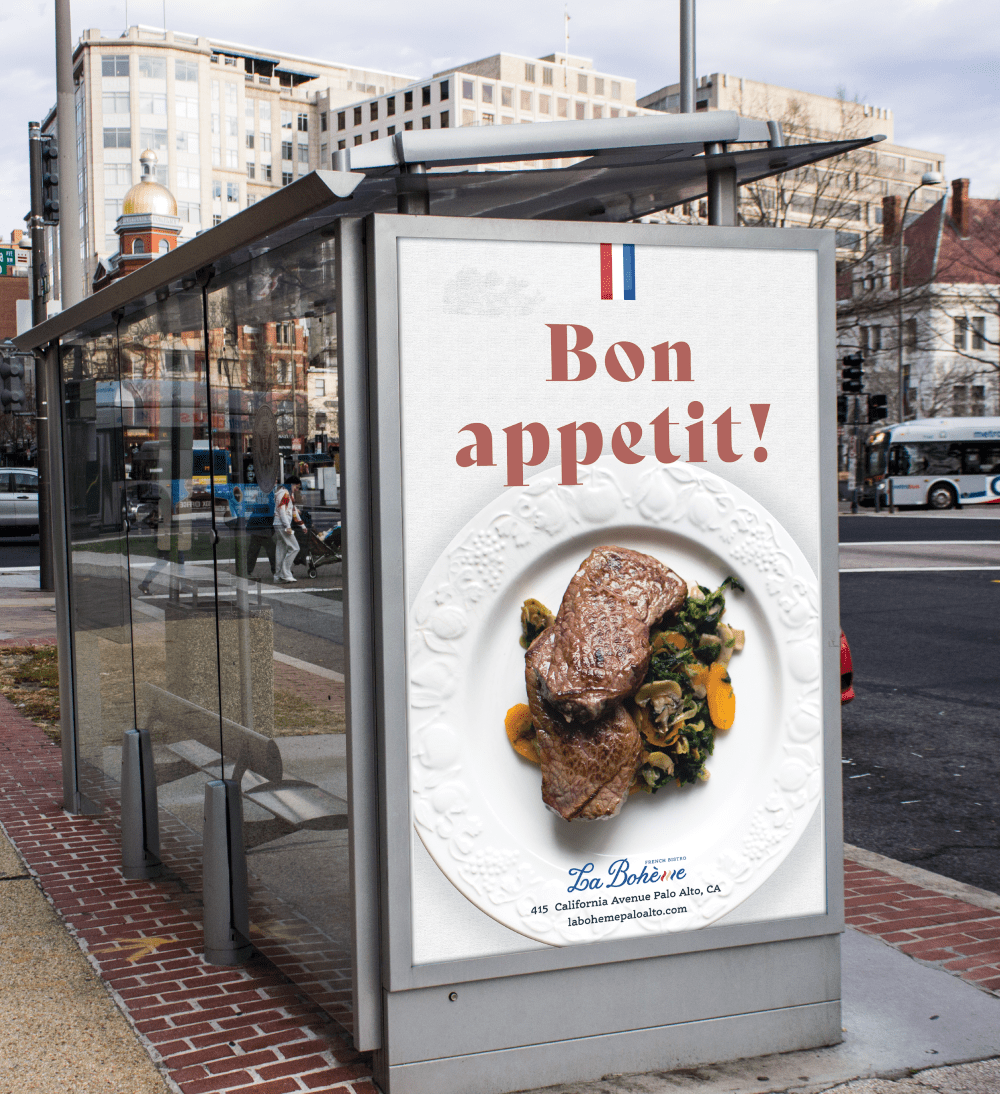 Bon
appetit!
FRENCH BISTRO
La Bohème
415 California Avenue Palo Alto, CA
labohemepaloalto.com